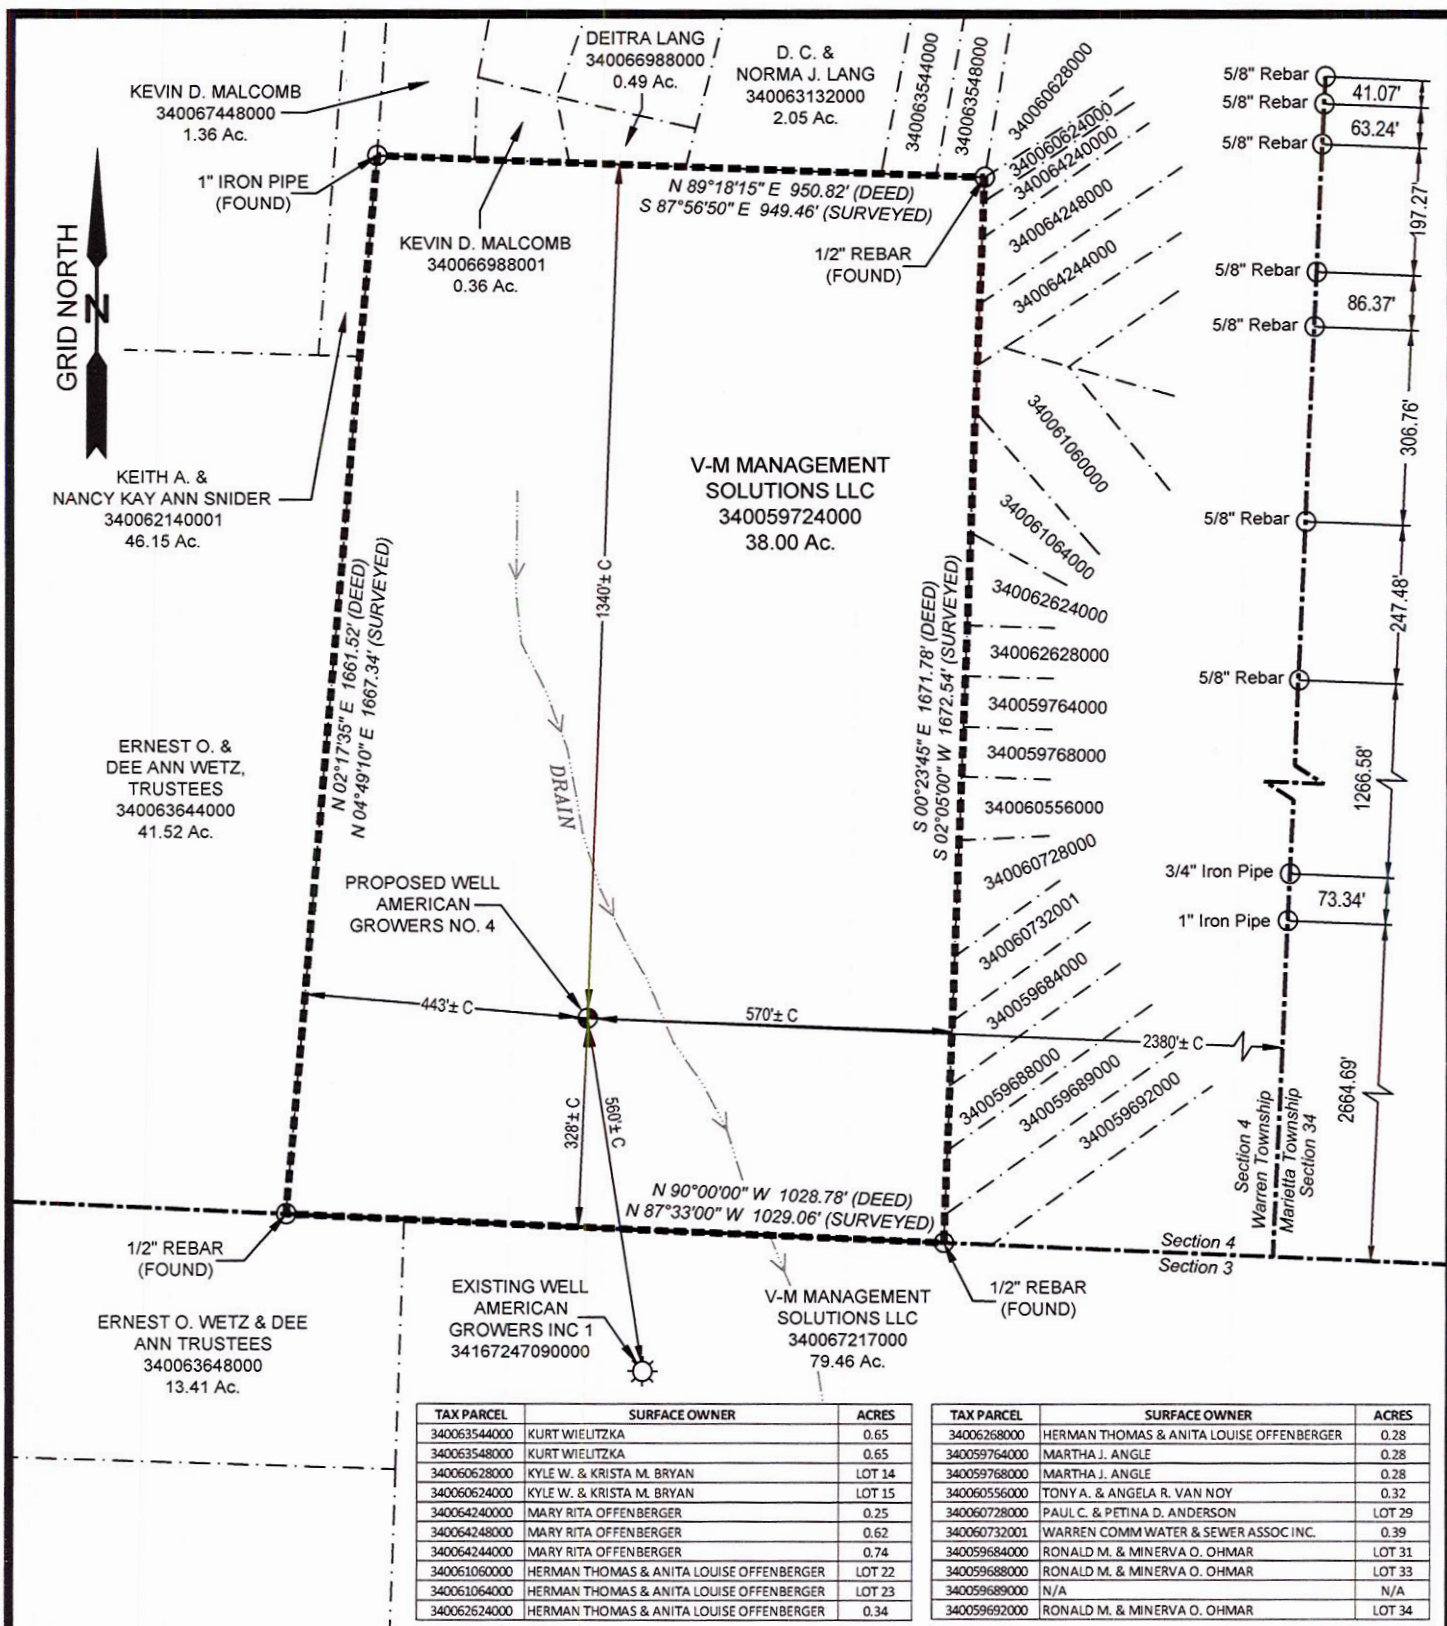 KEVIN D. MALCOMB
340067448000
1.36 Ac.
DEITRA LANG
340066988000
0.49 Ac.
D. C. &
NORMA J. LANG
340063132000
2.05 Ac.
340063544000
340063548000
340060628000
340060624000
340064240000
340064248000
340064244000
1" IRON PIPE
(FOUND)
N 89°18'15" E 950.82' (DEED)
S 87°56'50" E 949.46' (SURVEYED)
KEVIN D. MALCOMB
340066988001
0.36 Ac.
1/2" REBAR
(FOUND)
GRID NORTH
N
KEITH A. &
NANCY KAY ANN SNIDER
340062140001
46.15 Ac.
V-M MANAGEMENT
SOLUTIONS LLC
340059724000
38.00 Ac.
340061060000
340061064000
340062624000
340062628000
340059764000
340059768000
340060556000
340060728000
340060732001
340059684000
340059688000
340059689000
340059692000
N 02°17'35" E 1661.52' (DEED)
N 04°49'10" E 1667.34' (SURVEYED)
1340'± C
S 00°23'45" E 1671.78' (DEED)
S 02°05'00" W 1672.54' (SURVEYED)
DRAIN
ERNEST O. &
DEE ANN WETZ,
TRUSTEES
340063644000
41.52 Ac.
PROPOSED WELL
AMERICAN
GROWERS NO. 4
443'± C
570'± C
2380'± C
328'± C
560'± C
5/8" Rebar
41.07'
5/8" Rebar
63.24'
5/8" Rebar
197.27'
5/8" Rebar
86.37'
5/8" Rebar
306.76'
5/8" Rebar
247.48'
5/8" Rebar
1266.58'
3/4" Iron Pipe
73.34'
1" Iron Pipe
2664.69'
Section 4
Warren Township
Marietta Township
Section 34
N 90°00'00" W 1028.78' (DEED)
N 87°33'00" W 1029.06' (SURVEYED)
Section 4
Section 3
1/2" REBAR
(FOUND)
1/2" REBAR
(FOUND)
ERNEST O. WETZ & DEE
ANN TRUSTEES
340063648000
13.41 Ac.
EXISTING WELL
AMERICAN
GROWERS INC 1
34167247090000
V-M MANAGEMENT
SOLUTIONS LLC
340067217000
79.46 Ac.
TAX PARCEL SURFACE OWNER ACRES
340063544000 KURT WIELITZKA 0.65
340063548000 KURT WIELITZKA 0.65
340060628000 KYLE W. & KRISTA M. BRYAN LOT 14
340060624000 KYLE W. & KRISTA M. BRYAN LOT 15
340064240000 MARY RITA OFFENBERGER 0.25
340064248000 MARY RITA OFFENBERGER 0.62
340064244000 MARY RITA OFFENBERGER 0.74
340061060000 HERMAN THOMAS & ANITA LOUISE OFFENBERGER LOT 22
340061064000 HERMAN THOMAS & ANITA LOUISE OFFENBERGER LOT 23
340062624000 HERMAN THOMAS & ANITA LOUISE OFFENBERGER 0.34
TAX PARCEL SURFACE OWNER ACRES
34006268000 HERMAN THOMAS & ANITA LOUISE OFFENBERGER 0.28
340059764000 MARTHA J. ANGLE 0.28
340059768000 MARTHA J. ANGLE 0.28
340060556000 TONY A. & ANGELA R. VAN NOY 0.32
340060728000 PAUL C. & PETINA D. ANDERSON LOT 29
340060732001 WARREN COMM WATER & SEWER ASSOC INC. 0.39
340059684000 RONALD M. & MINERVA O. OHMAR LOT 31
340059688000 RONALD M. & MINERVA O. OHMAR LOT 33
340059689000 N/A N/A
340059692000 RONALD M. & MINERVA O. OHMAR LOT 34